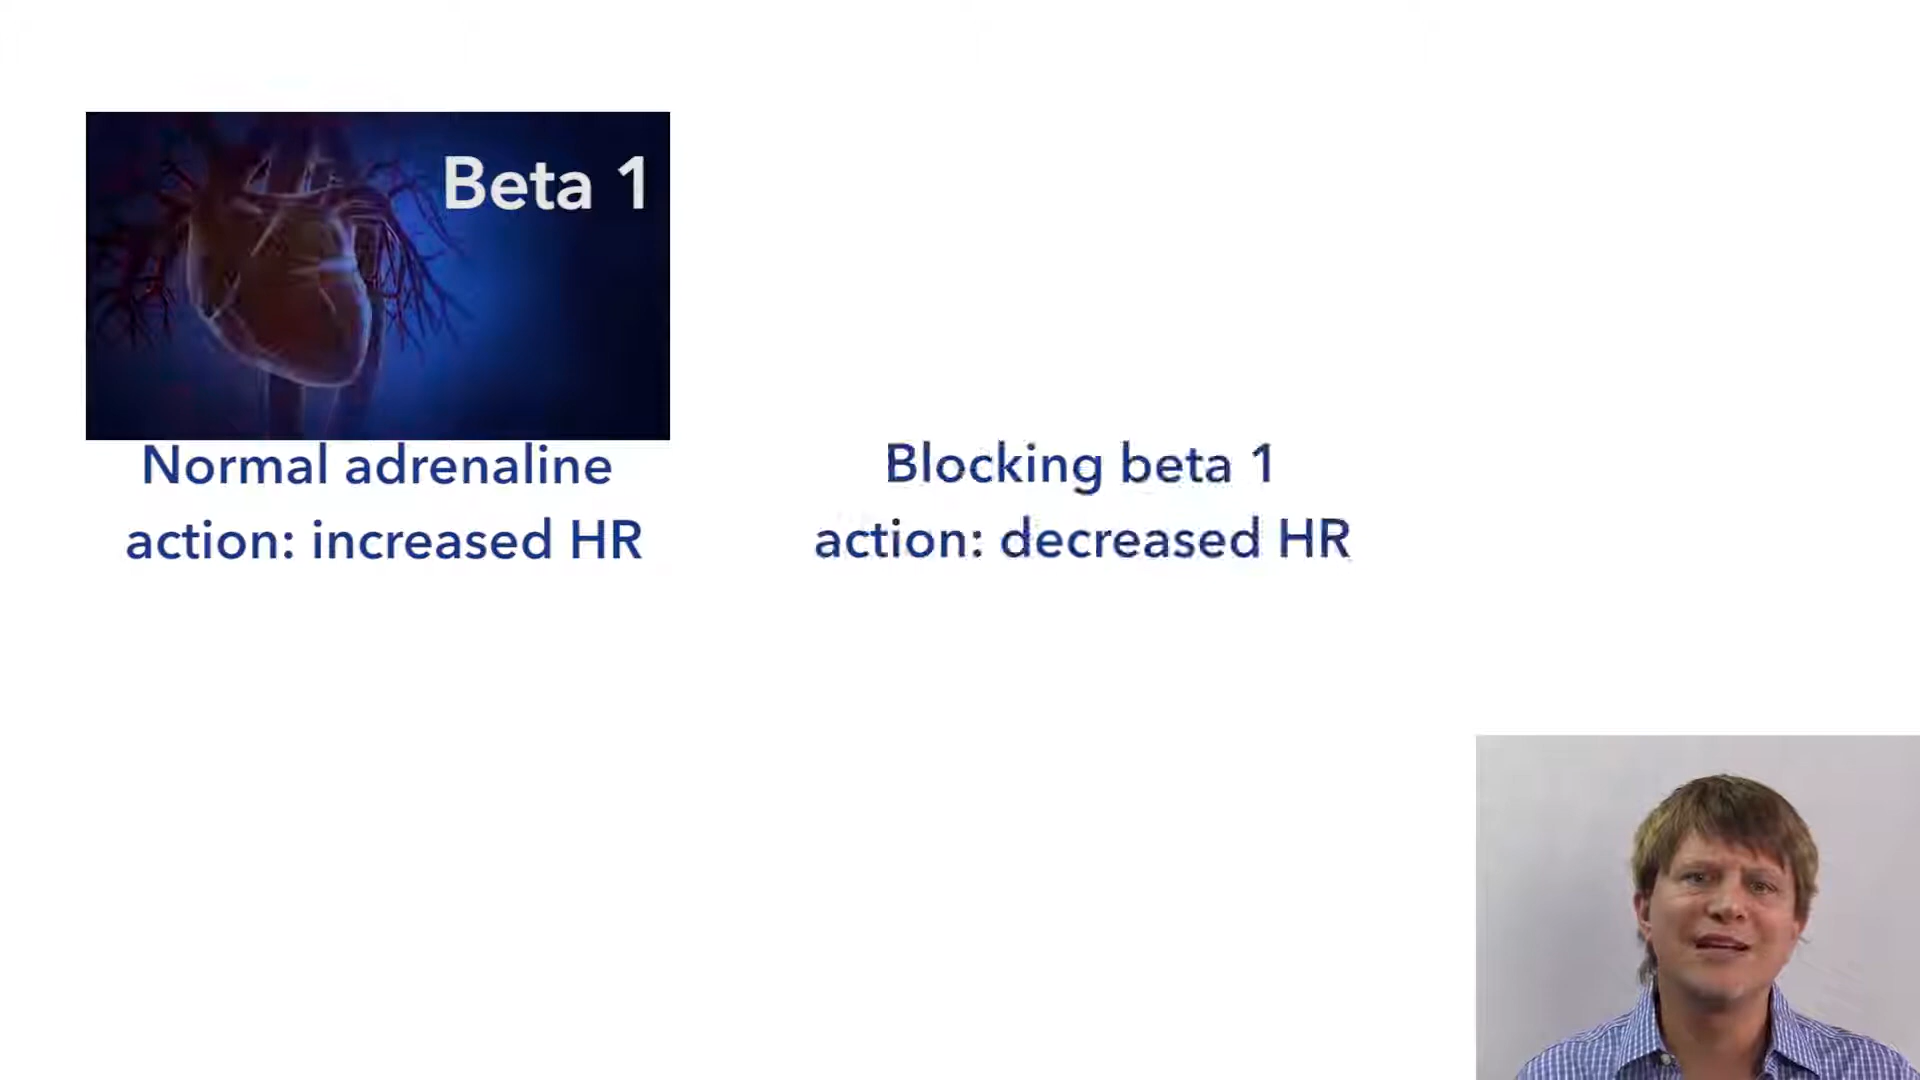 Beta 1
Normal adrenaline
action: increased HR
Blocking beta 1
action: decreased HR